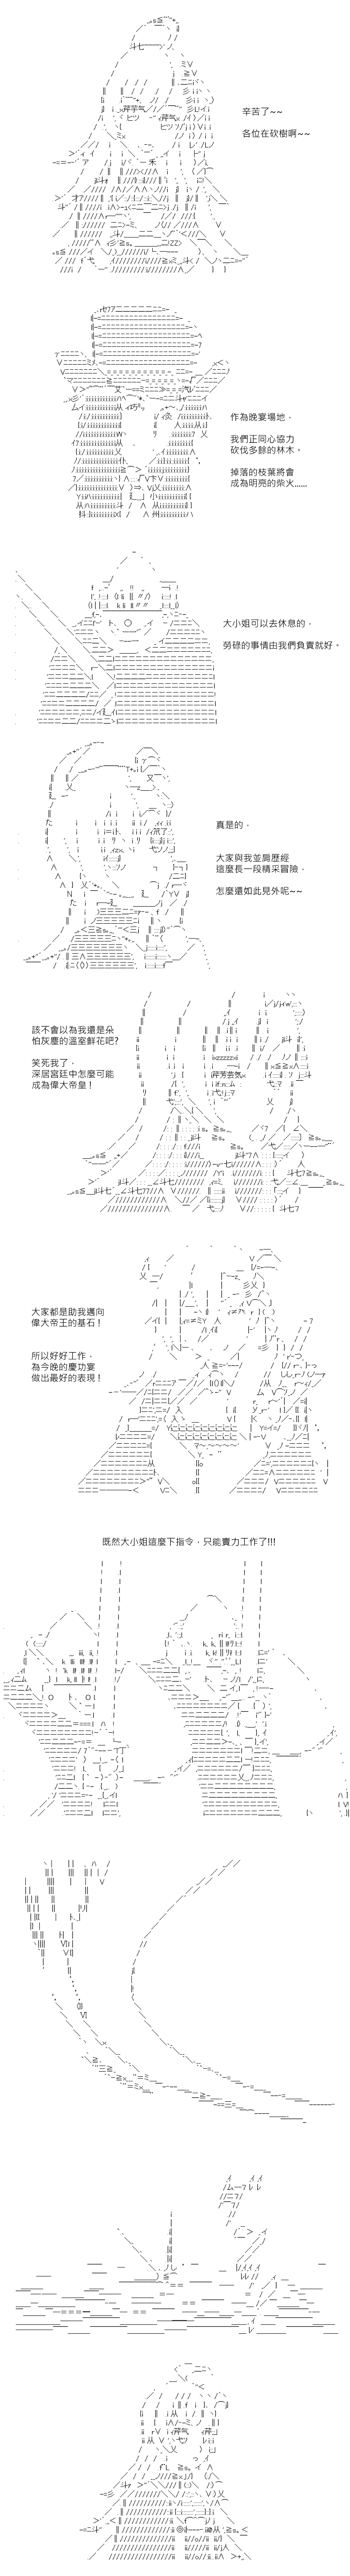 辛苦了~~
各位在砍樹啊~~
作為晚宴場地．
我們正同心協力
砍伐多餘的林木．
掉落的枝葉將會
成為明亮的柴火......
大小姐可以去休息的．
勞碌的事情由我們負責就好。
真是的．
大家與我並肩歷經
這麼長一段精采冒險．
怎麼還如此見外呢~~
該不會以為我還是朵
怕灰塵的溫室鮮花吧?
笑死我了．
深居宮廷中怎麼可能
成為偉大帝皇！
大家都是助我邁向
偉大帝王的基石！
所以好好工作．
為今晚的慶功宴
做出最好的表現！
既然大小姐這麼下指令．只能賣力工作了!!!